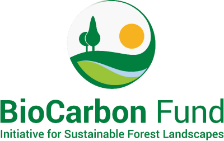 BioCarbon Fund
Initiative for Sustainable Forest Landscapes